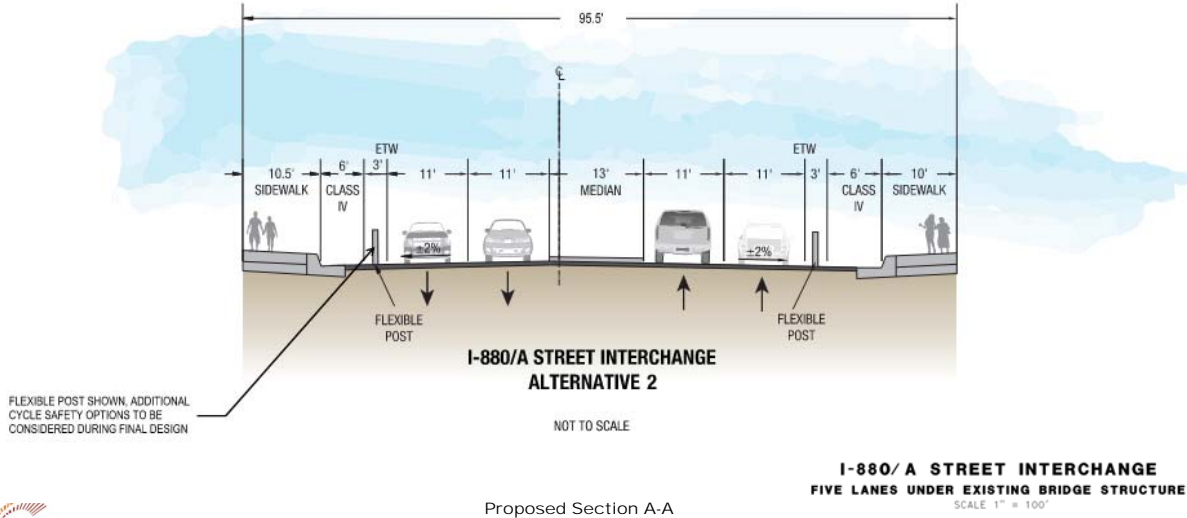 95.5'
℄
ETW
ETW
10.5'
SIDEWALK
6'
CLASS
IV
3'
11'
11'
13'
MEDIAN
11'
11'
3'
6'
CLASS
IV
10'
SIDEWALK
±2%
±2%
FLEXIBLE
POST
FLEXIBLE
POST
I-880/A STREET INTERCHANGE
ALTERNATIVE 2
FLEXIBLE POST SHOWN, ADDITIONAL
CYCLE SAFETY OPTIONS TO BE
CONSIDERED DURING FINAL DESIGN
NOT TO SCALE
I-880/ A STREET INTERCHANGE
FIVE LANES UNDER EXISTING BRIDGE STRUCTURE
SCALE 1" = 100'
Proposed Section A-A